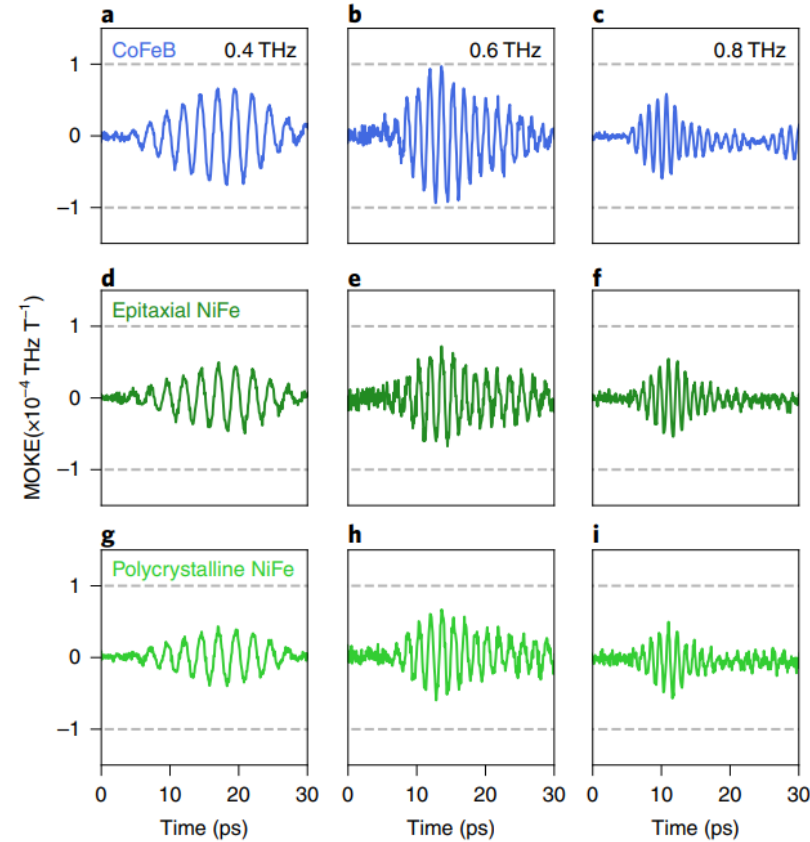 a
b
c
CoFeB 0.4 THz
0.6 THz
0.8 THz
1
0
−1
d
e
f
Epitaxial NiFe
1
0
−1
MOKE(×10⁻⁴ THz T⁻¹)
g
h
i
Polycrystalline NiFe
1
0
−1
0 10 20 30
0 10 20 30
0 10 20 30
Time (ps)
Time (ps)
Time (ps)